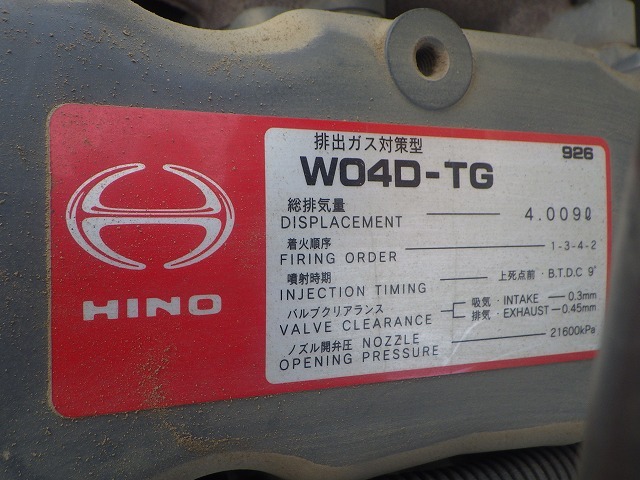 HINO
排出ガス対策型
926
W04D-TG
総排気量
DISPLACEMENT 4.009ℓ
着火順序
FIRING ORDER 1-3-4-2
噴射時期
INJECTION TIMING 上死点前・B.T.D.C 9°
バルブクリアランス 吸気・INTAKE 0.3mm
VALVE CLEARANCE 排気・EXHAUST 0.45mm
ノズル開弁圧 NOZZLE
OPENING PRESSURE 21600kPa